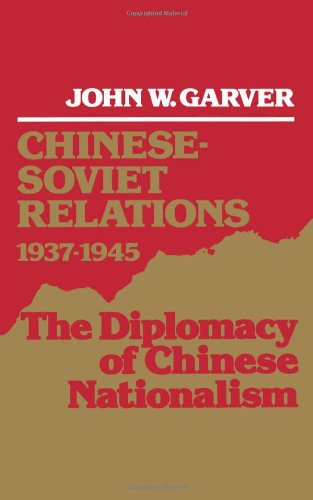 JOHN W. GARVER
CHINESE-
SOVIET
RELATIONS
1937-1945
The Diplomacy
of Chinese
Nationalism